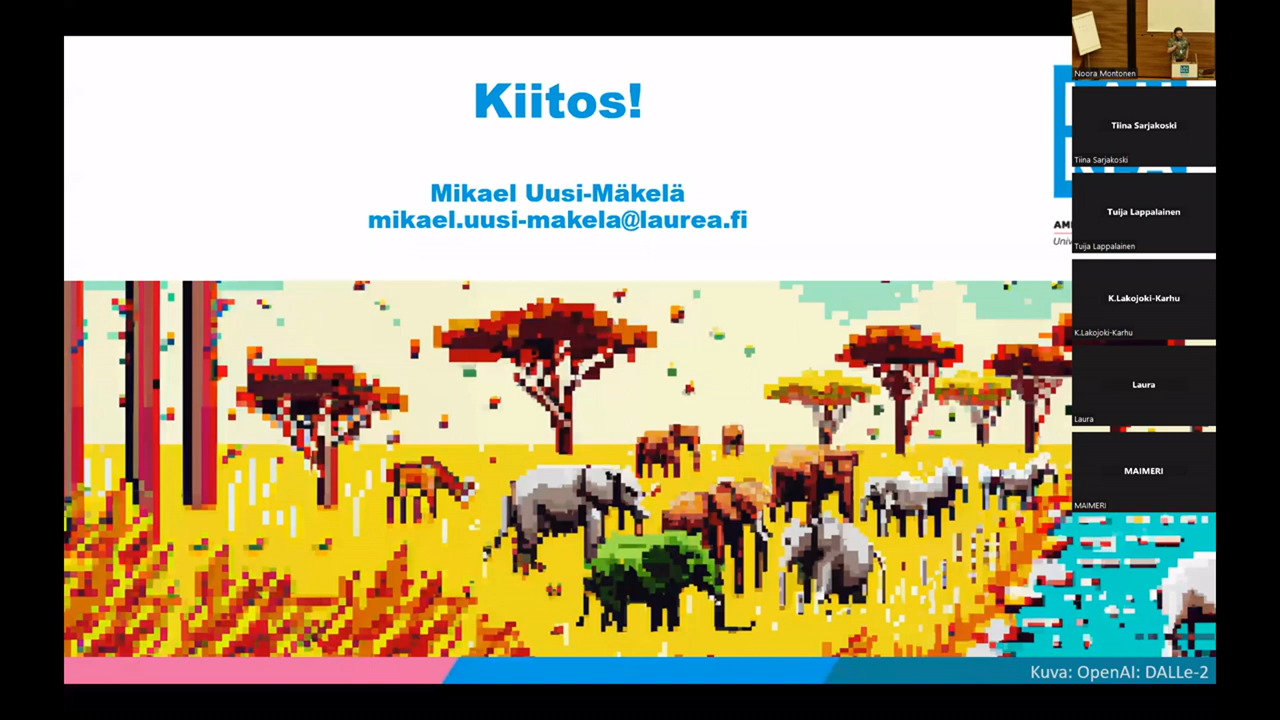 Kiitos!
Mikael Uusi-Mäkelä
mikael.uusi-makela@laurea.fi
Noora Montonen
Tiina Sarjakoski
Tiina Sarjakoski
Tuija Lappalainen
Tuija Lappalainen
K.Lakojoki-Karhu
K.Lakojoki-Karhu
Laura
Laura
MAIMERI
MAIMERI
Kuva: OpenAI: DALLe-2